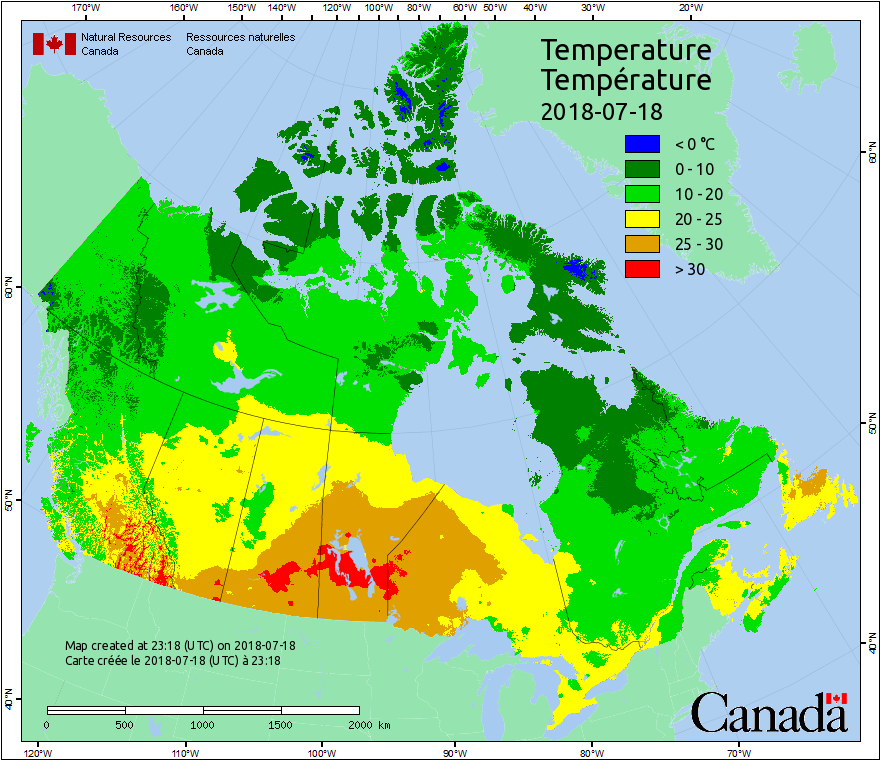 170°W 160°W 150°W 140°W 120°W 100°W 80°W 60°W 50°W 40°W 30°W 20°W
Natural Resources Ressources naturelles
Canada Canada
Temperature
Température
2018-07-18
< 0 °C
0 - 10
10 - 20
20 - 25
25 - 30
> 30
60°N
60°N
50°N
50°N
40°N
40°N
Map created at 23:18 (UTC) on 2018-07-18
Carte créée le 2018-07-18 (UTC) à 23:18
0 500 1000 1500 2000 km
Canada
120°W 110°W 100°W 90°W 80°W 70°W